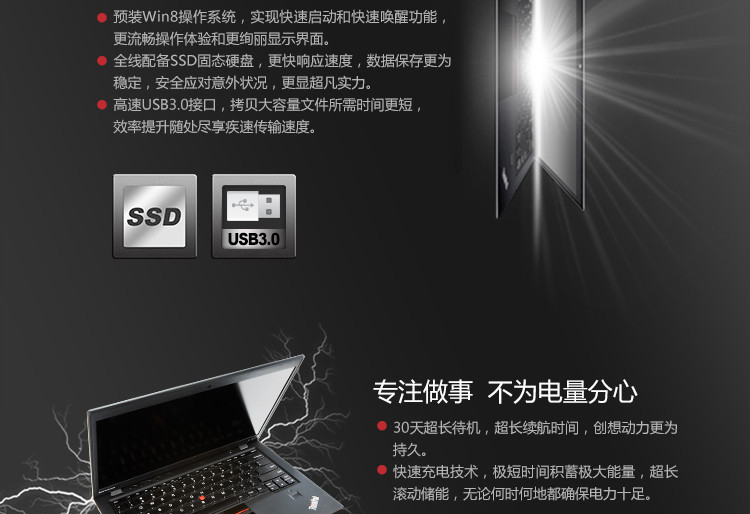 预装Win8操作系统，实现快速启动和快速唤醒功能，
更流畅操作体验和更绚丽显示界面。
全线配备SSD固态硬盘，更快响应速度，数据保存更为
稳定，安全应对意外状况，更显超凡实力。
高速USB3.0接口，拷贝大容量文件所需时间更短，
效率提升随处尽享疾速传输速度。
SSD
USB3.0
专注做事 不为电量分心
30天超长待机，超长续航时间，创想动力更为
持久。
快速充电技术，极短时间积蓄极大能量，超长
滚动储能，无论何时何地都确保电力十足。
ThinkPad